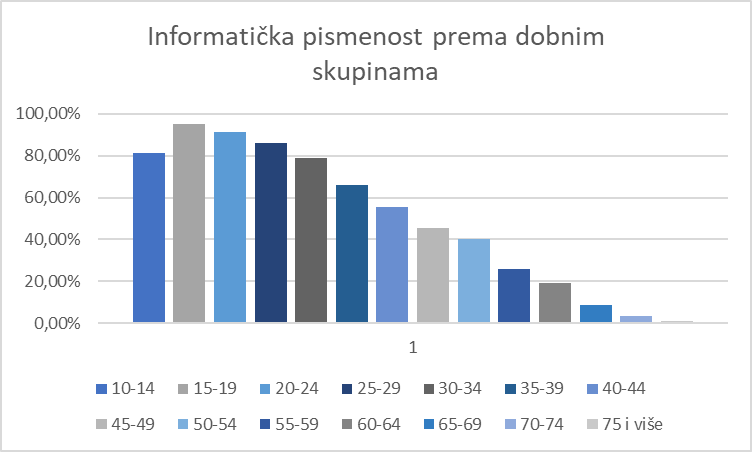 Informatička pismenost prema dobnim
skupinama
100,00%
80,00%
60,00%
40,00%
20,00%
0,00%
1
10-14 15-19 20-24 25-29 30-34 35-39 40-44
45-49 50-54 55-59 60-64 65-69 70-74 75 i više